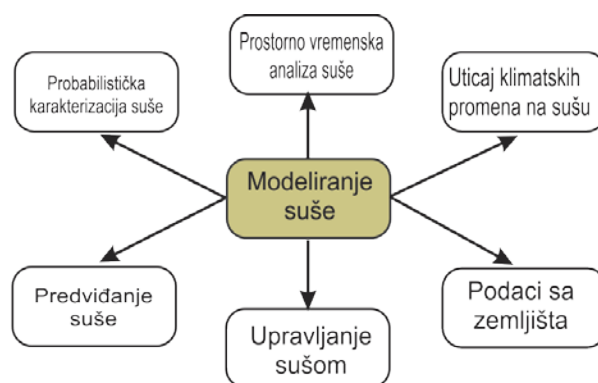 Prostorno vremenska
analiza suše
Probabilistička
karakterizacija suše
Uticaj klimatskih
promena na sušu
Modeliranje
suše
Predviđanje
suše
Upravljanje
sušom
Podaci sa
zemljišta